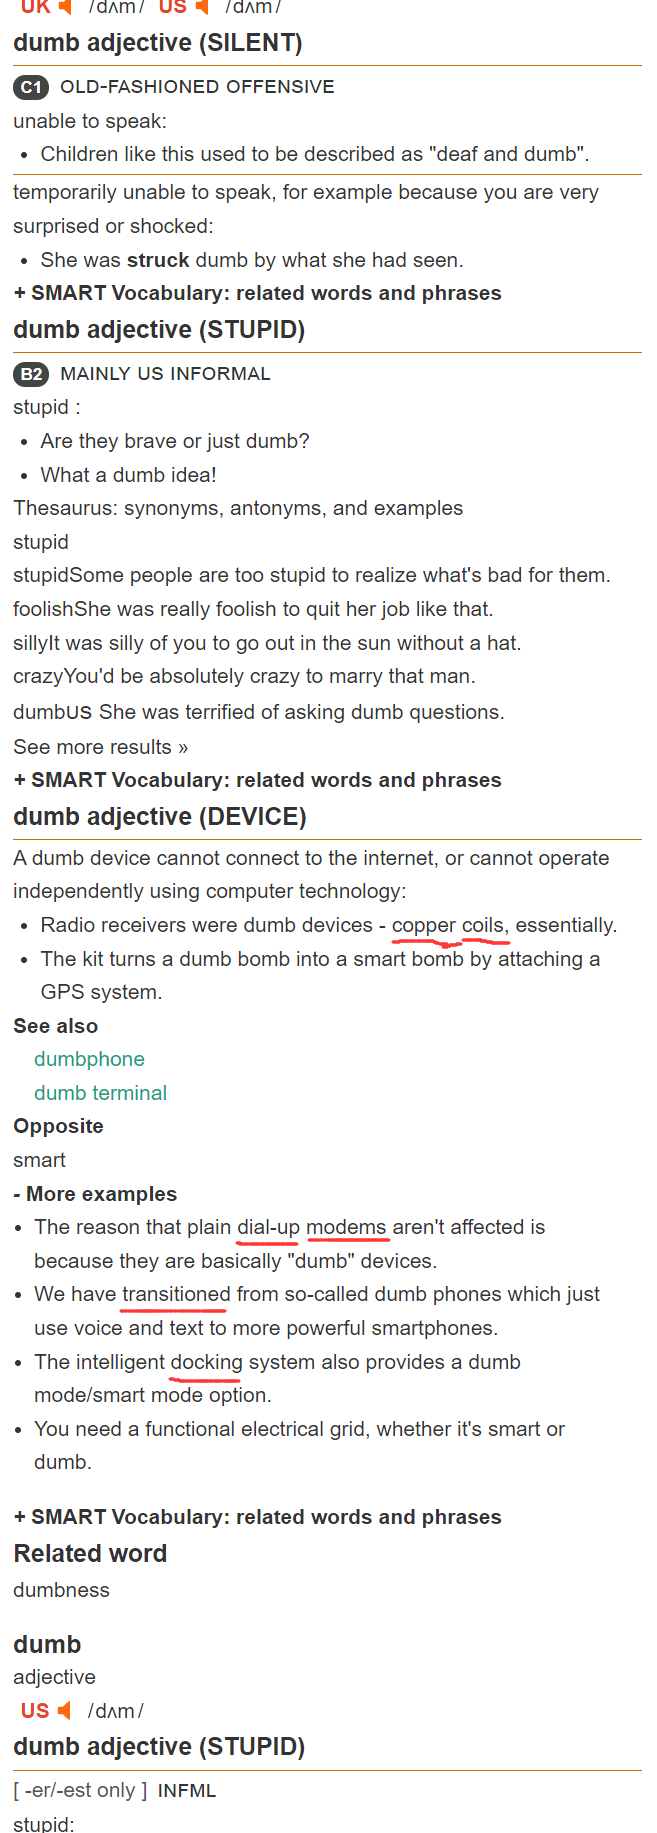 UK /dʌm/ US /dʌm/
dumb adjective (SILENT)
C1 OLD-FASHIONED OFFENSIVE
unable to speak:
• Children like this used to be described as "deaf and dumb".
temporarily unable to speak, for example because you are very
surprised or shocked:
• She was struck dumb by what she had seen.
+ SMART Vocabulary: related words and phrases
dumb adjective (STUPID)
B2 MAINLY US INFORMAL
stupid :
• Are they brave or just dumb?
• What a dumb idea!
Thesaurus: synonyms, antonyms, and examples
stupid
stupidSome people are too stupid to realize what's bad for them.
foolishShe was really foolish to quit her job like that.
sillyIt was silly of you to go out in the sun without a hat.
crazyYou'd be absolutely crazy to marry that man.
dumbUS She was terrified of asking dumb questions.
See more results »
+ SMART Vocabulary: related words and phrases
dumb adjective (DEVICE)
A dumb device cannot connect to the internet, or cannot operate
independently using computer technology:
• Radio receivers were dumb devices - copper coils, essentially.
• The kit turns a dumb bomb into a smart bomb by attaching a
GPS system.
See also
dumbphone
dumb terminal
Opposite
smart
- More examples
• The reason that plain dial-up modems aren't affected is
because they are basically "dumb" devices.
• We have transitioned from so-called dumb phones which just
use voice and text to more powerful smartphones.
• The intelligent docking system also provides a dumb
mode/smart mode option.
• You need a functional electrical grid, whether it's smart or
dumb.
+ SMART Vocabulary: related words and phrases
Related word
dumbness
dumb
adjective
US /dʌm/
dumb adjective (STUPID)
[ -er/-est only ] INFML
stupid: